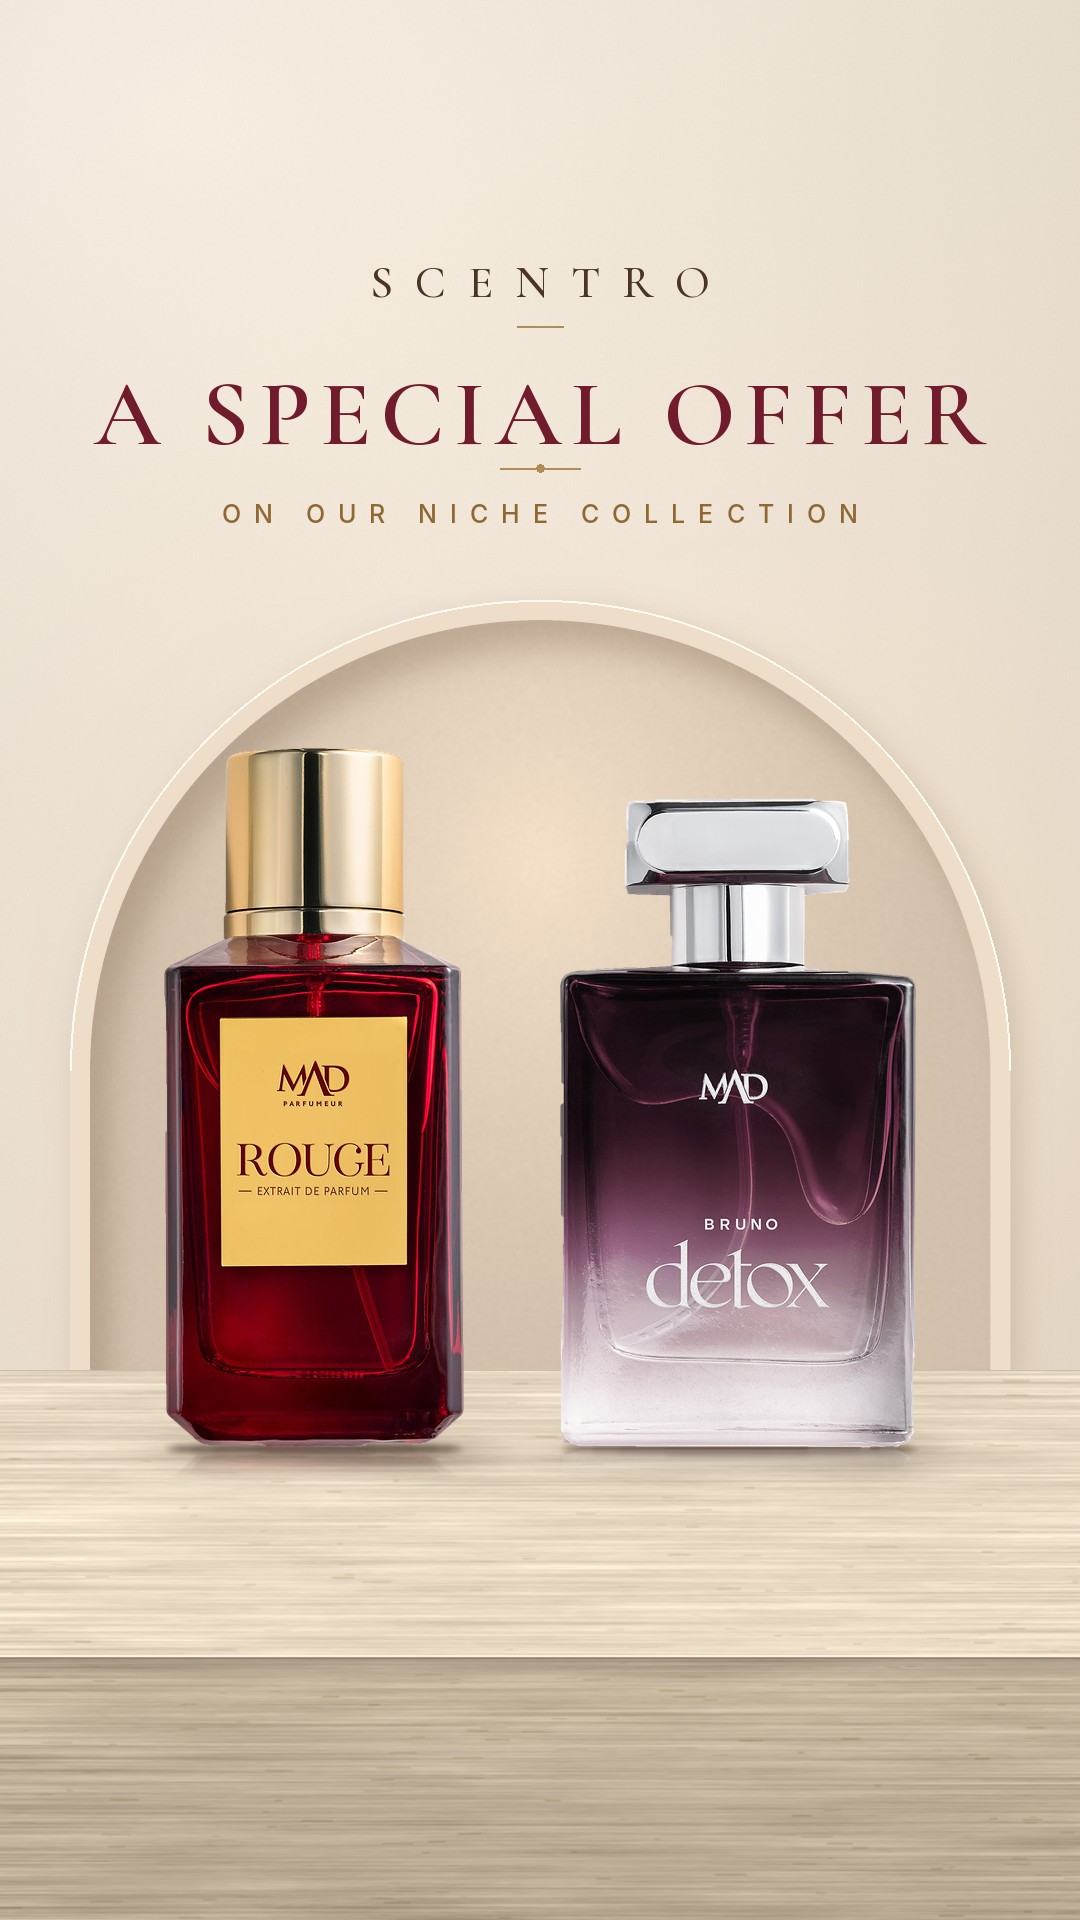 SCENTRO
A SPECIAL OFFER
ON OUR NICHE COLLECTION
MAD
PARFUMEUR
ROUGE
— EXTRAIT DE PARFUM —
MAD
BRUNO
detox